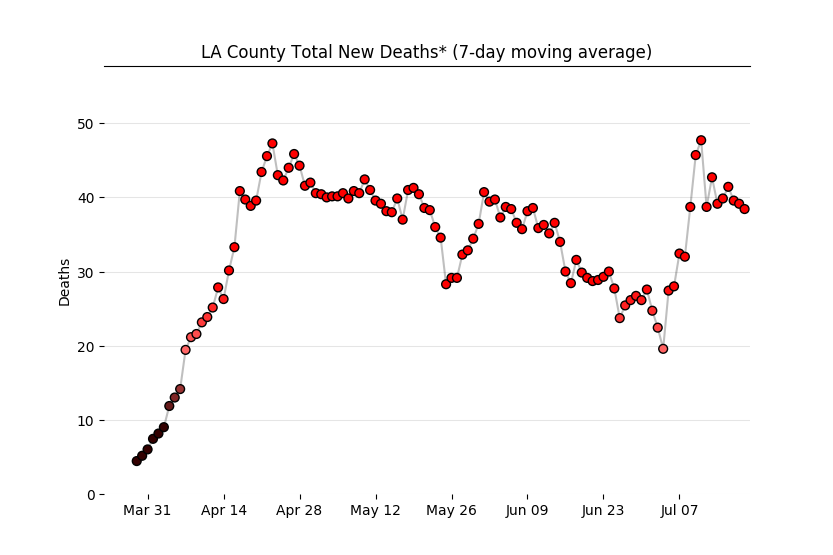 LA County Total New Deaths* (7-day moving average)
50
40
30
20
10
0
Deaths
Mar 31 Apr 14 Apr 28 May 12 May 26 Jun 09 Jun 23 Jul 07